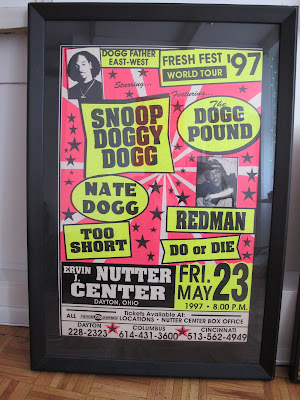 DOGG FATHER
EAST-WEST
FRESH FEST '97
WORLD TOUR
Starring...
Featuring...
SNOOP
DOGGY
DOGG
The
DOGG
POUND
NATE
DOGG
REDMAN
TOO
SHORT
DO or DIE
ERVIN J. NUTTER
CENTER
DAYTON, OHIO
FRI.
MAY 23
1997 · 8:00 P.M.
Tickets Available At:
ALL LOCATIONS · NUTTER CENTER BOX OFFICE
DAYTON COLUMBUS CINCINNATI
228-2323 614-431-3600 513-562-4949